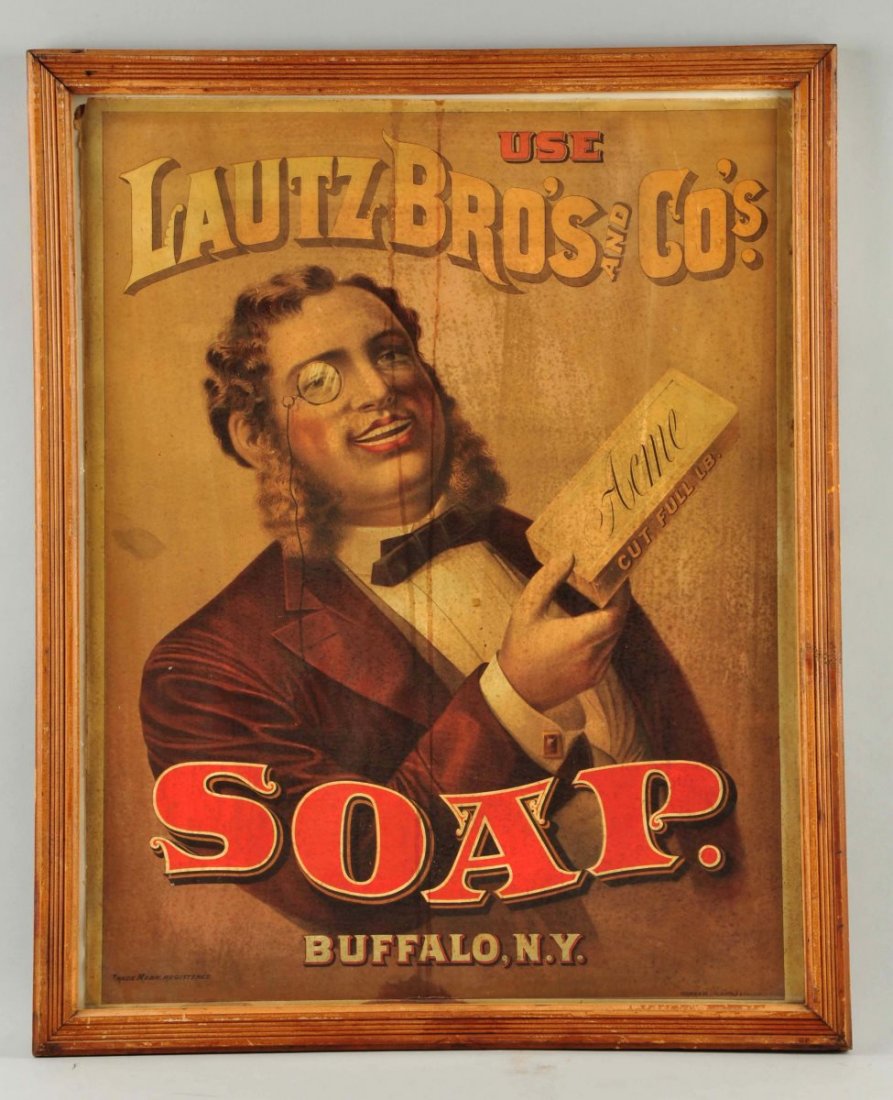 USE
LAUTZ BRO'S AND CO'S.
Acme
CUT FULL LB.
SOAP.
BUFFALO, N.Y.
TRADE MARK REGISTERED